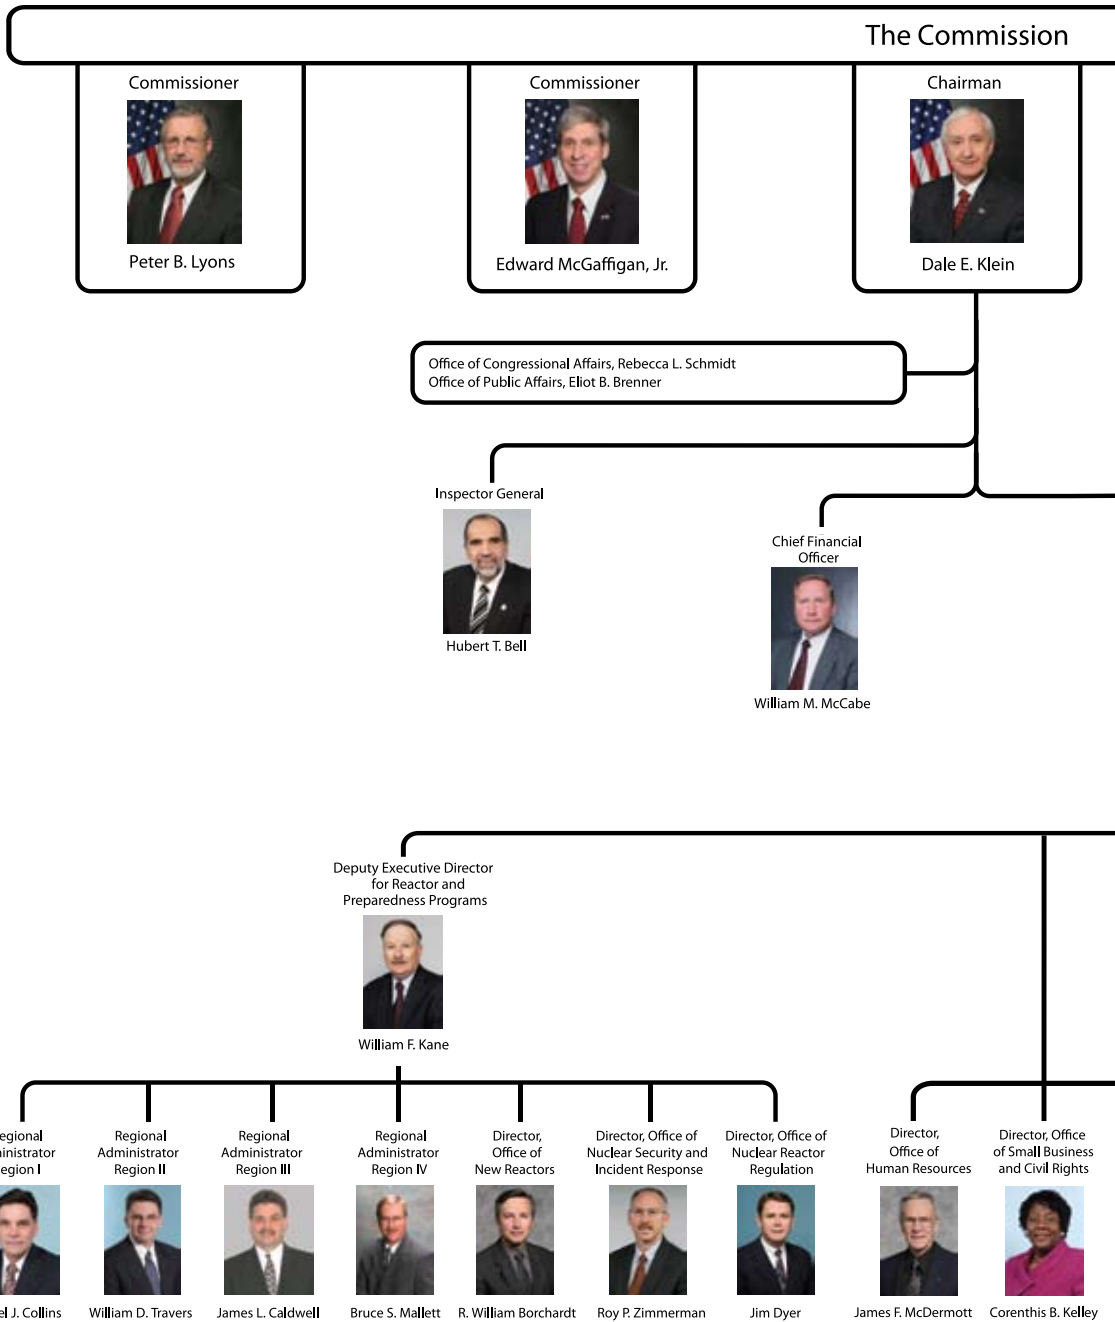 The Commission
Commissioner
Peter B. Lyons
Commissioner
Edward McGaffigan, Jr.
Chairman
Dale E. Klein
Office of Congressional Affairs, Rebecca L. Schmidt
Office of Public Affairs, Eliot B. Brenner
Inspector General
Hubert T. Bell
Chief Financial
Officer
William M. McCabe
Deputy Executive Director
for Reactor and
Preparedness Programs
William F. Kane
egional
ministrator
egion I
el J. Collins
Regional
Administrator
Region II
William D. Travers
Regional
Administrator
Region III
James L. Caldwell
Regional
Administrator
Region IV
Bruce S. Mallett
Director,
Office of
New Reactors
R. William Borchardt
Director, Office of
Nuclear Security and
Incident Response
Roy P. Zimmerman
Director, Office of
Nuclear Reactor
Regulation
Jim Dyer
Director,
Office of
Human Resources
James F. McDermott
Director, Office
of Small Business
and Civil Rights
Corenthis B. Kelley